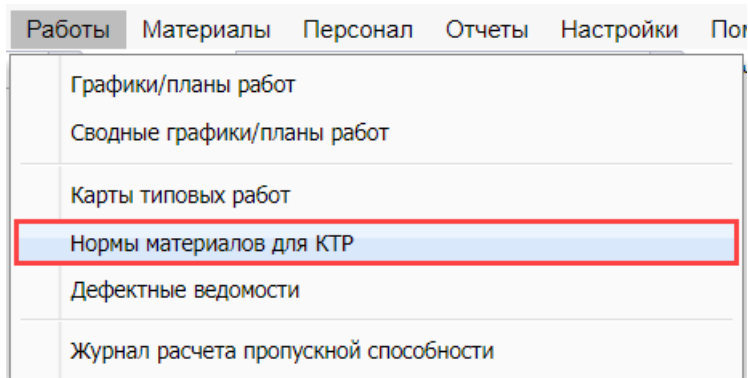 Работы Материалы Персонал Отчеты Настройки
Графики/планы работ
Сводные графики/планы работ
Карты типовых работ
Нормы материалов для КТР
Дефектные ведомости
Журнал расчета пропускной способности